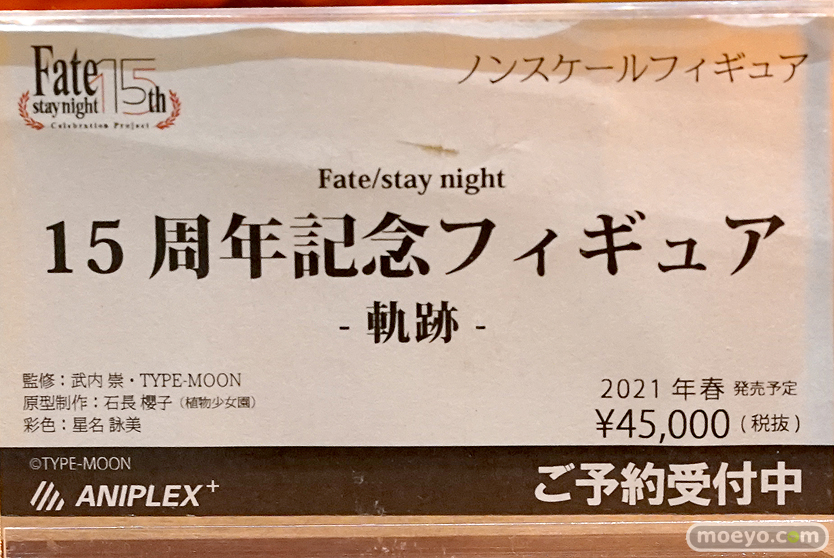 Fate
stay night
15th
Celebration Project
ノンスケールフィギュア
Fate/stay night
15周年記念フィギュア
- 軌跡 -
監修：武内 崇・TYPE-MOON
原型制作：石長 櫻子（植物少女園）
彩色：星名 詠美
2021年春 発売予定
¥45,000（税抜）
©TYPE-MOON
ANIPLEX+
ご予約受付中
moeyo.com